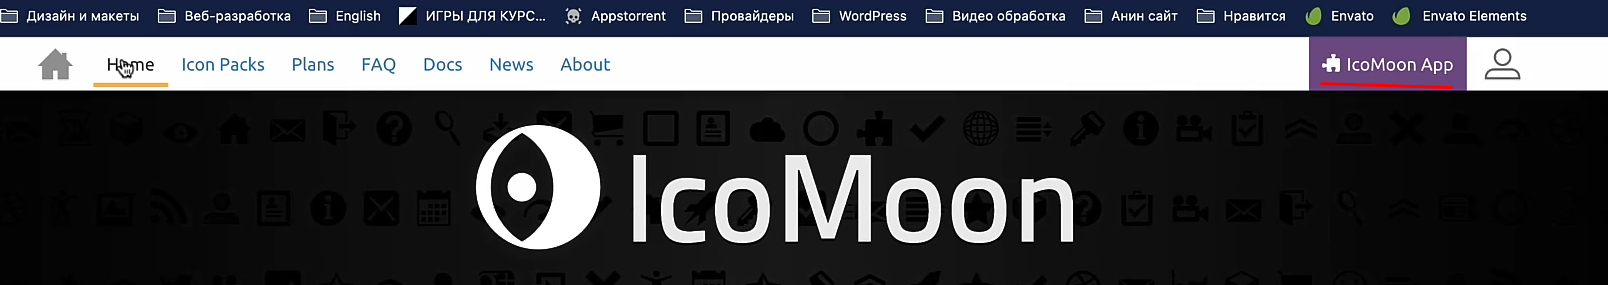 Дизайн и макеты Веб-разработка English ИГРЫ ДЛЯ КУРС... Appstorrent Провайдеры WordPress Видео обработка Анин сайт Нравится Envato Envato Elements
Home Icon Packs Plans FAQ Docs News About IcoMoon App
IcoMoon